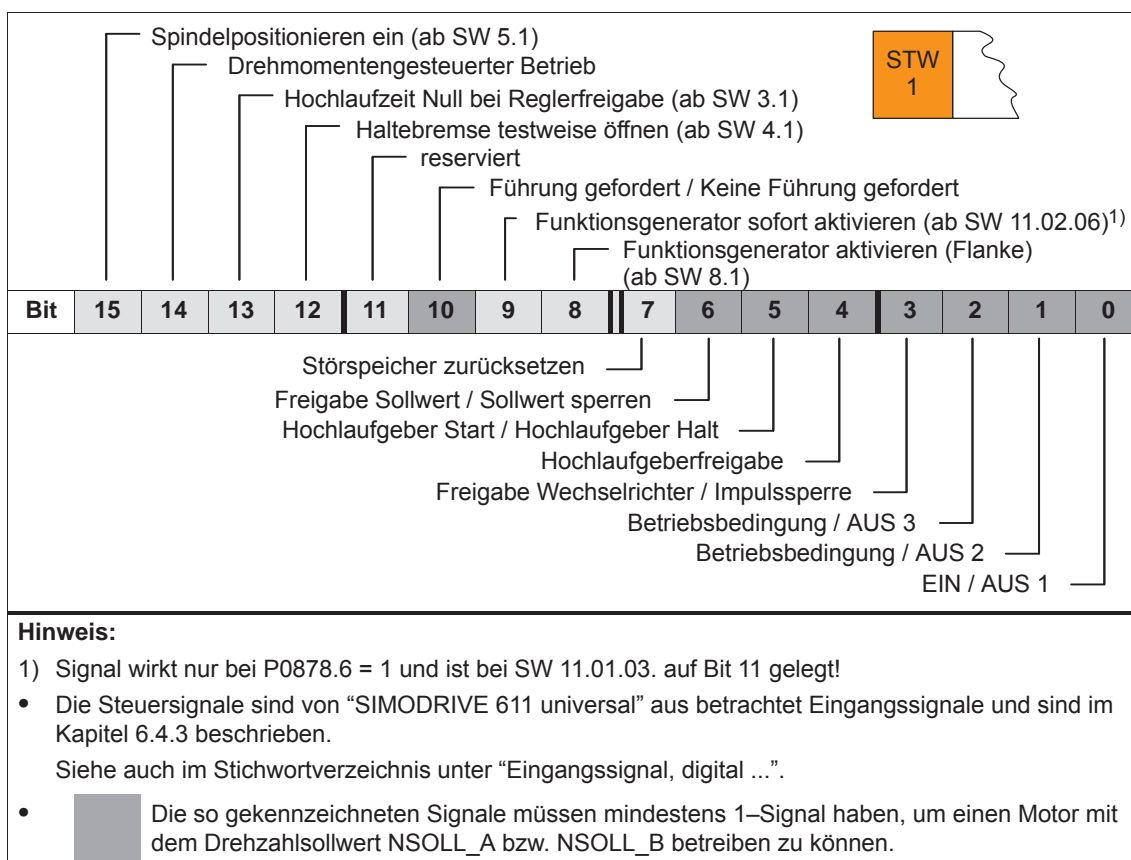 Spindelpositionieren ein (ab SW 5.1)
Drehmomentengesteuerter Betrieb
Hochlaufzeit Null bei Reglerfreigabe (ab SW 3.1)
Haltebremse testweise öffnen (ab SW 4.1)
reserviert
Führung gefordert / Keine Führung gefordert
Funktionsgenerator sofort aktivieren (ab SW 11.02.06)1)
Funktionsgenerator aktivieren (Flanke)
(ab SW 8.1)
STW
1
Bit 15 14 13 12 11 10 9 8 7 6 5 4 3 2 1 0
Störspeicher zurücksetzen
Freigabe Sollwert / Sollwert sperren
Hochlaufgeber Start / Hochlaufgeber Halt
Hochlaufgeberfreigabe
Freigabe Wechselrichter / Impulssperre
Betriebsbedingung / AUS 3
Betriebsbedingung / AUS 2
EIN / AUS 1
Hinweis:
1) Signal wirkt nur bei P0878.6 = 1 und ist bei SW 11.01.03. auf Bit 11 gelegt!
• Die Steuersignale sind von “SIMODRIVE 611 universal” aus betrachtet Eingangssignale und sind im
Kapitel 6.4.3 beschrieben.
Siehe auch im Stichwortverzeichnis unter “Eingangssignal, digital ...”.
• Die so gekennzeichneten Signale müssen mindestens 1–Signal haben, um einen Motor mit
dem Drehzahlsollwert NSOLL_A bzw. NSOLL_B betreiben zu können.